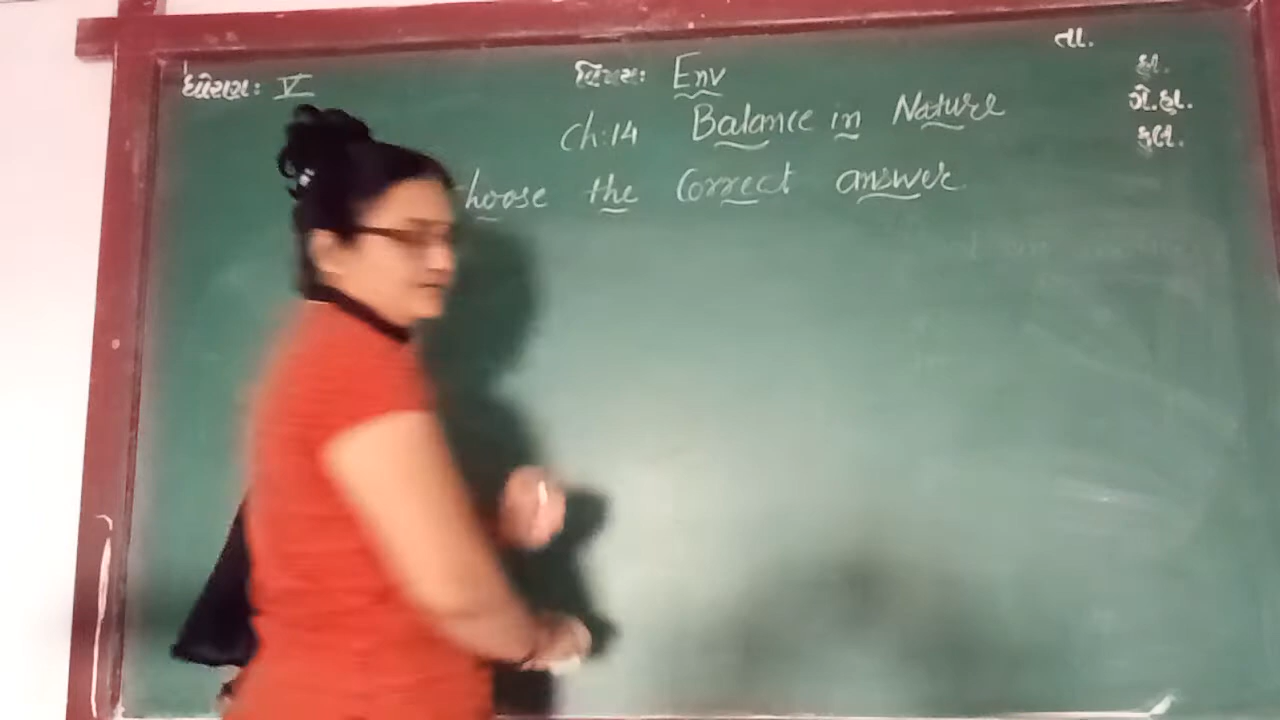 ધોરણ: V વિષય: Env તા.
હા.
Ch:14 Balance in Nature ગે.હા.
કુલ.
hoose the Correct answer